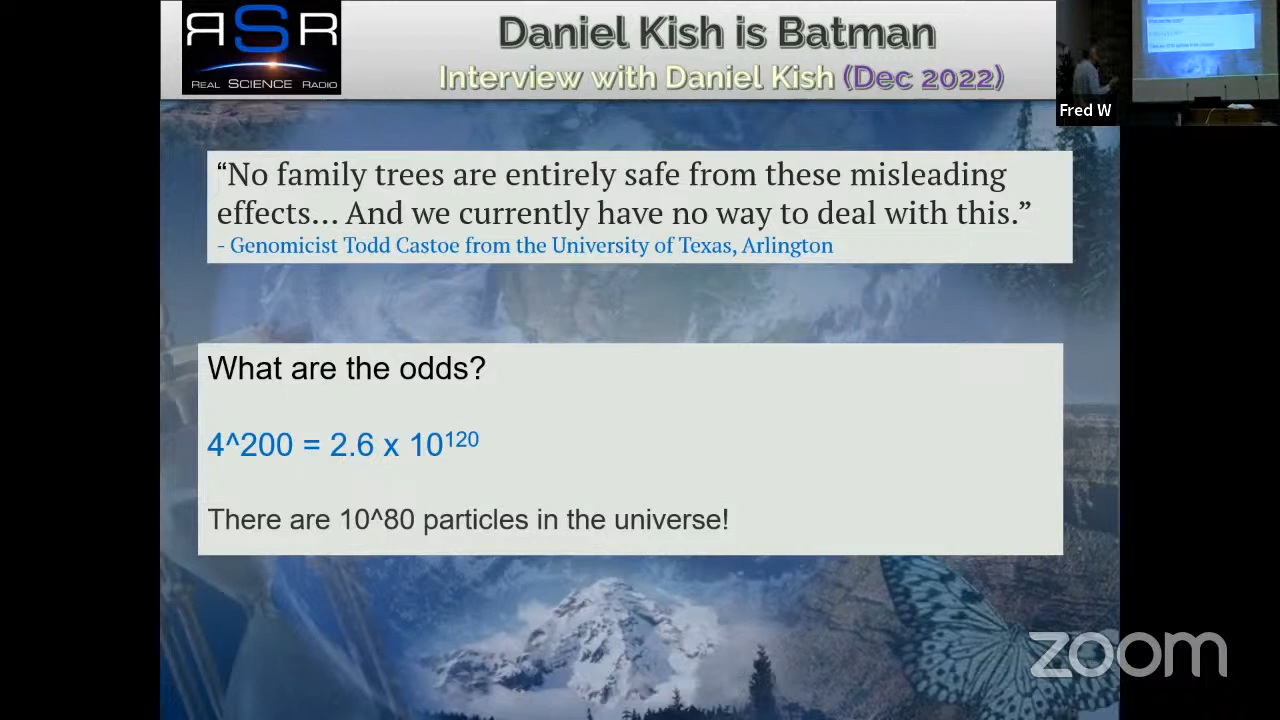 RSR
REAL SCIENCE RADIO
Daniel Kish is Batman
Interview with Daniel Kish (Dec 2022)
Fred W
“No family trees are entirely safe from these misleading
effects... And we currently have no way to deal with this.”
- Genomicist Todd Castoe from the University of Texas, Arlington
What are the odds?
4^200 = 2.6 x 10¹²⁰
There are 10^80 particles in the universe!
zoom